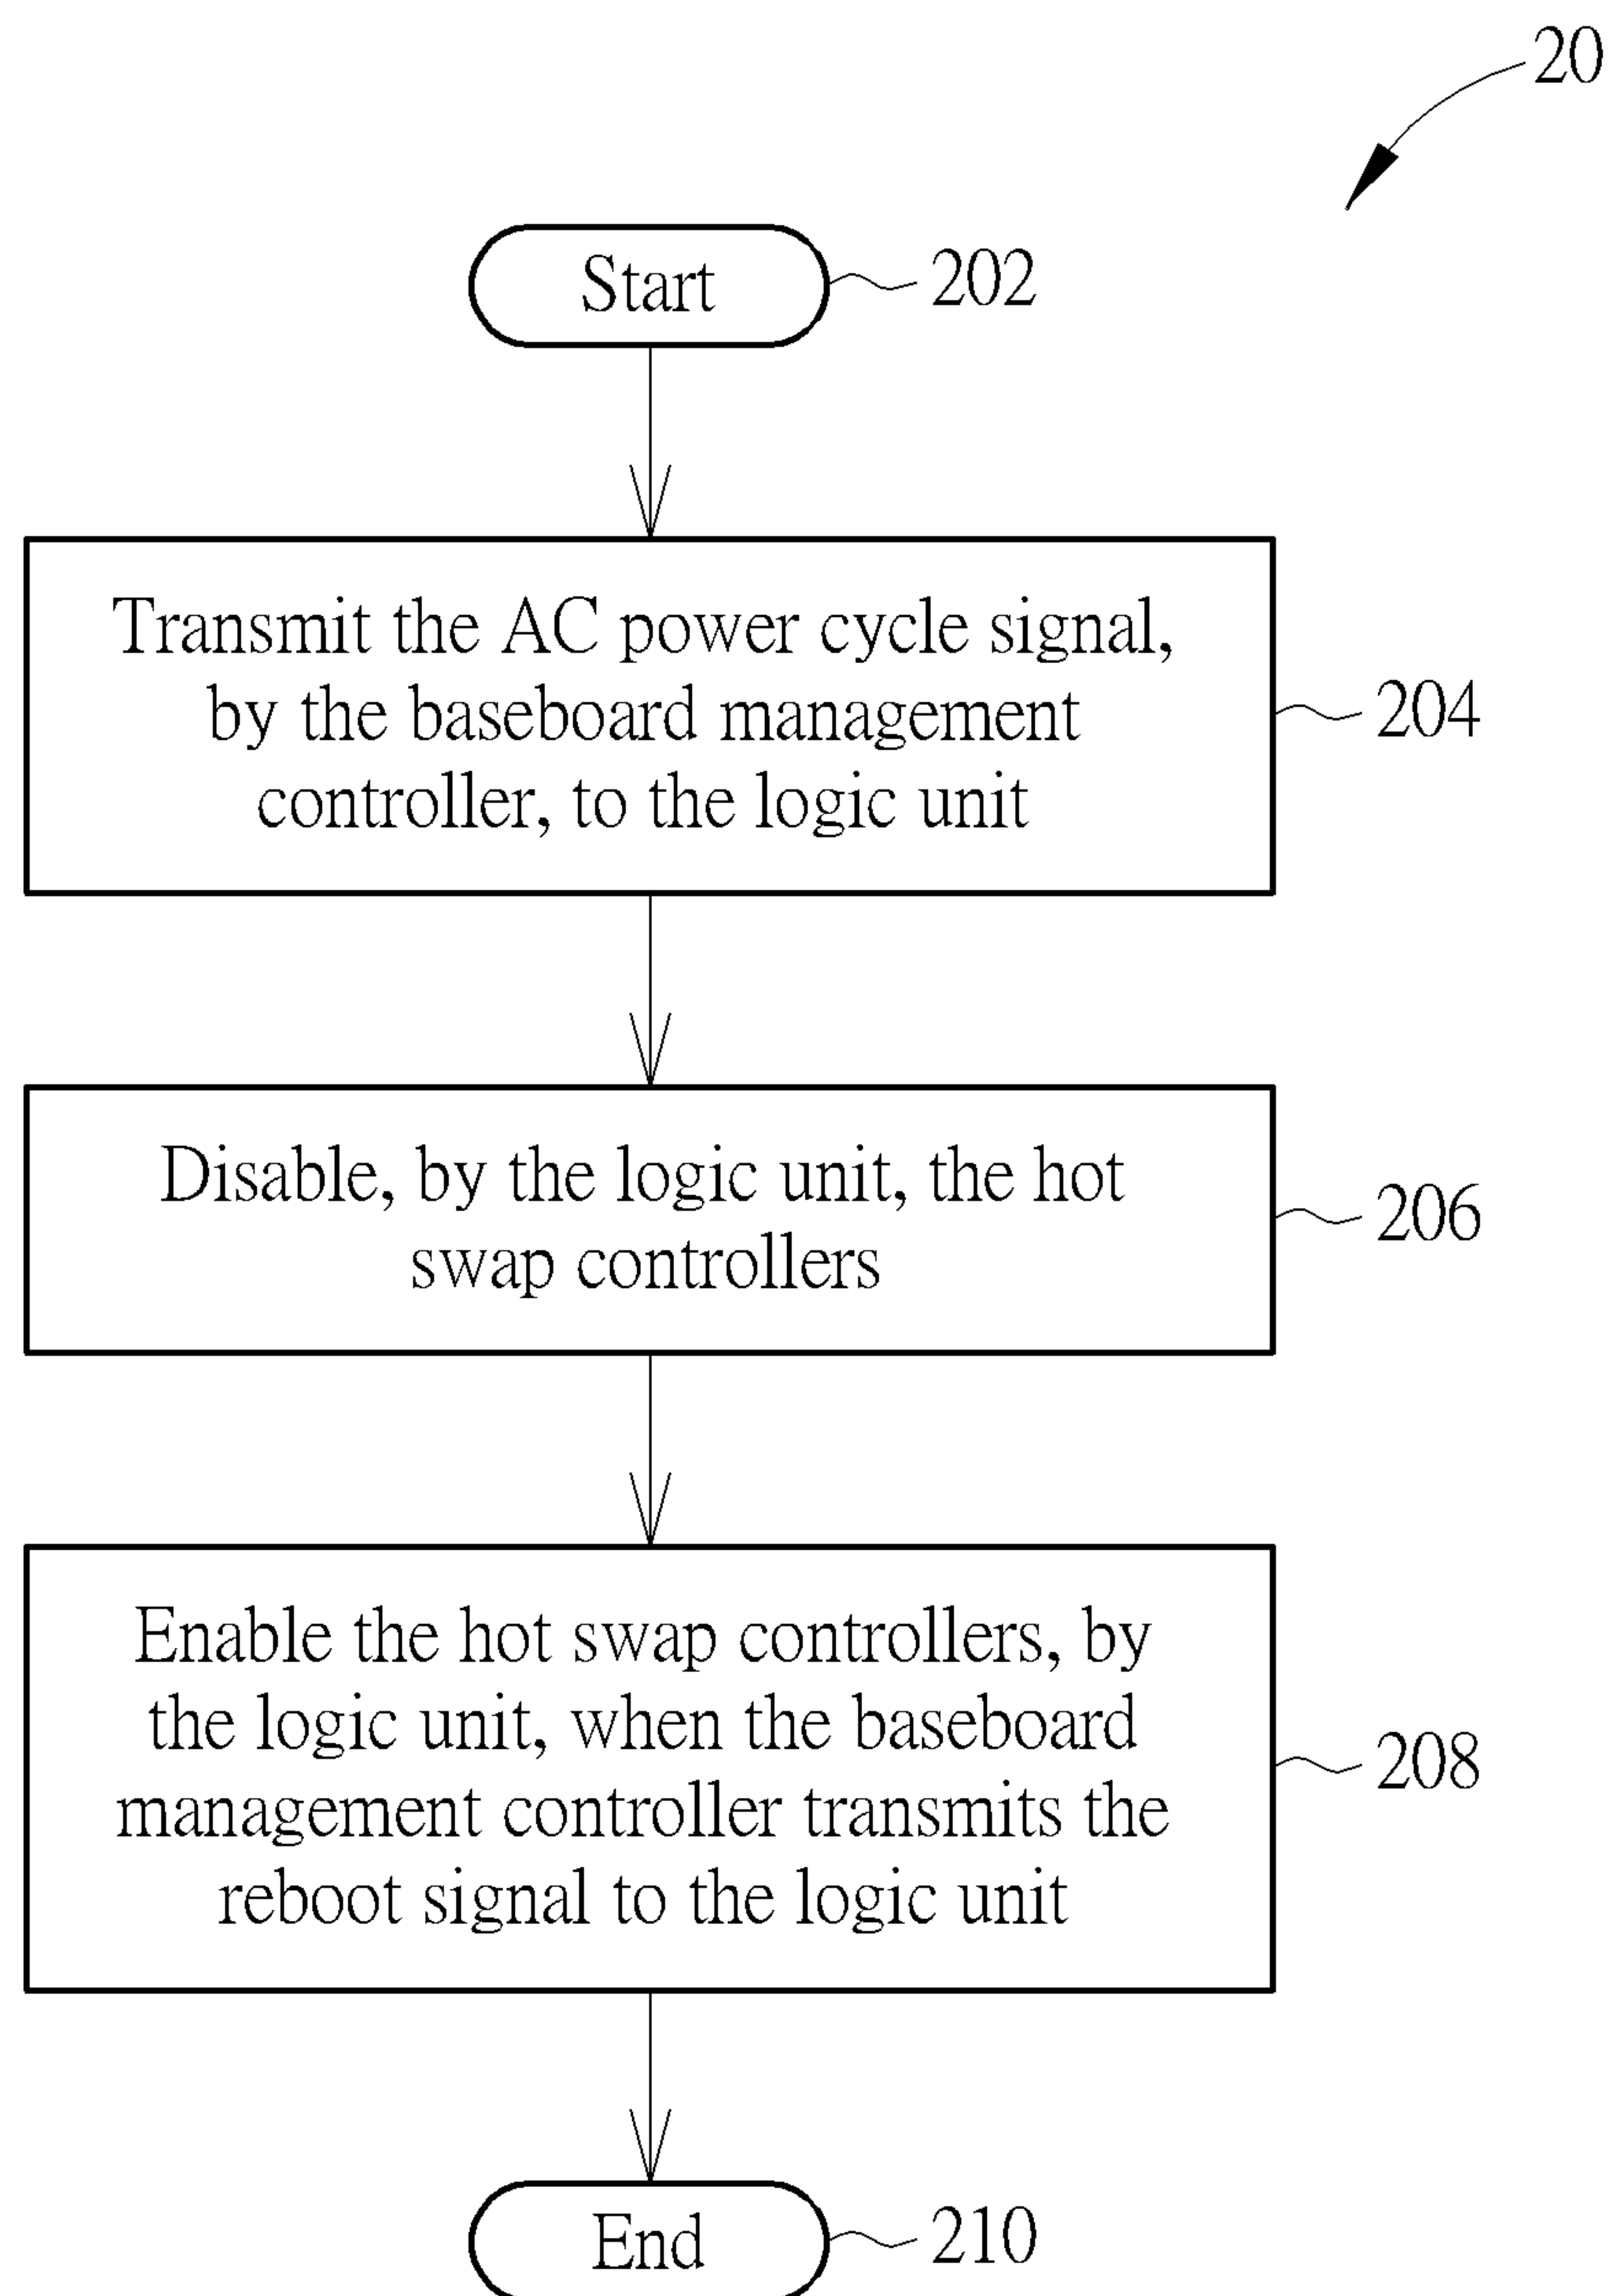 20
Start
202
Transmit the AC power cycle signal,
by the baseboard management
controller, to the logic unit
204
Disable, by the logic unit, the hot
swap controllers
206
Enable the hot swap controllers, by
the logic unit, when the baseboard
management controller transmits the
reboot signal to the logic unit
208
End
210